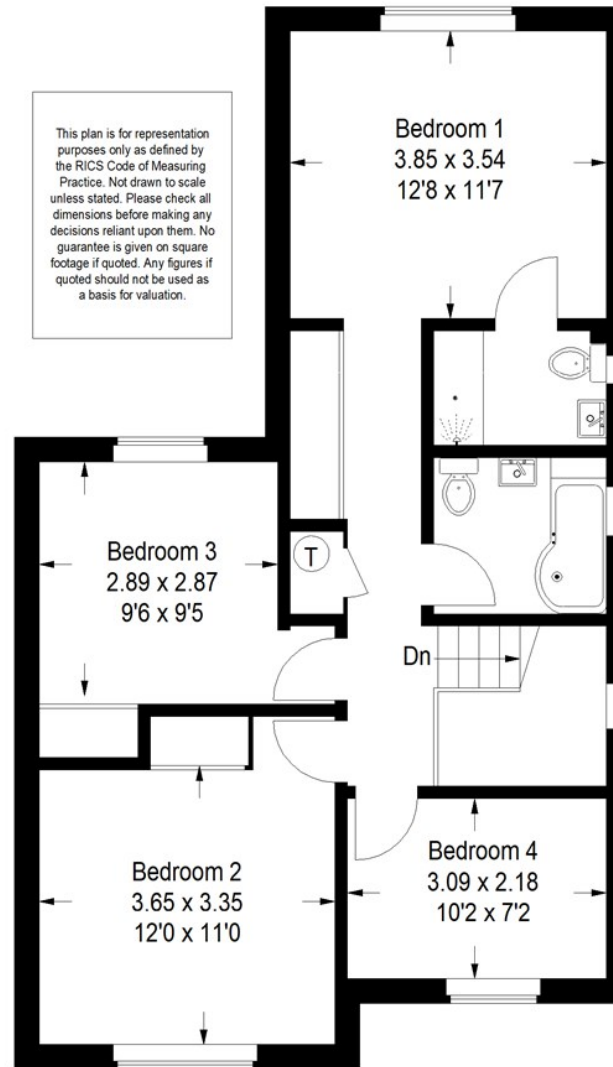 This plan is for representation
purposes only as defined by
the RICS Code of Measuring
Practice. Not drawn to scale
unless stated. Please check all
dimensions before making any
decisions reliant upon them. No
guarantee is given on square
footage if quoted. Any figures if
quoted should not be used as
a basis for valuation.
Bedroom 1
3.85 x 3.54
12'8 x 11'7
Bedroom 3
2.89 x 2.87
9'6 x 9'5
T
Dn
Bedroom 2
3.65 x 3.35
12'0 x 11'0
Bedroom 4
3.09 x 2.18
10'2 x 7'2